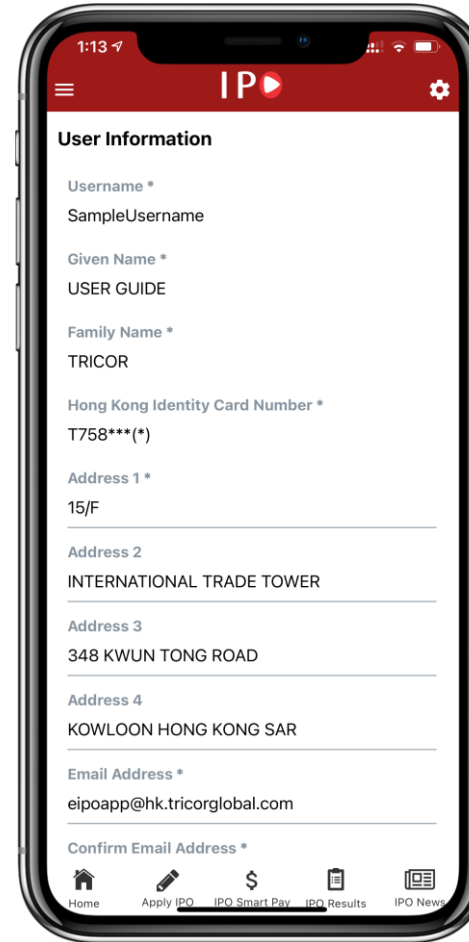 1:13
IPO
User Information
Username *
SampleUsername
Given Name *
USER GUIDE
Family Name *
TRICOR
Hong Kong Identity Card Number *
T758***(*)
Address 1 *
15/F
Address 2
INTERNATIONAL TRADE TOWER
Address 3
348 KWUN TONG ROAD
Address 4
KOWLOON HONG KONG SAR
Email Address *
eipoapp@hk.tricorglobal.com
Confirm Email Address *
Home Apply IPO IPO Smart Pay IPO Results IPO News